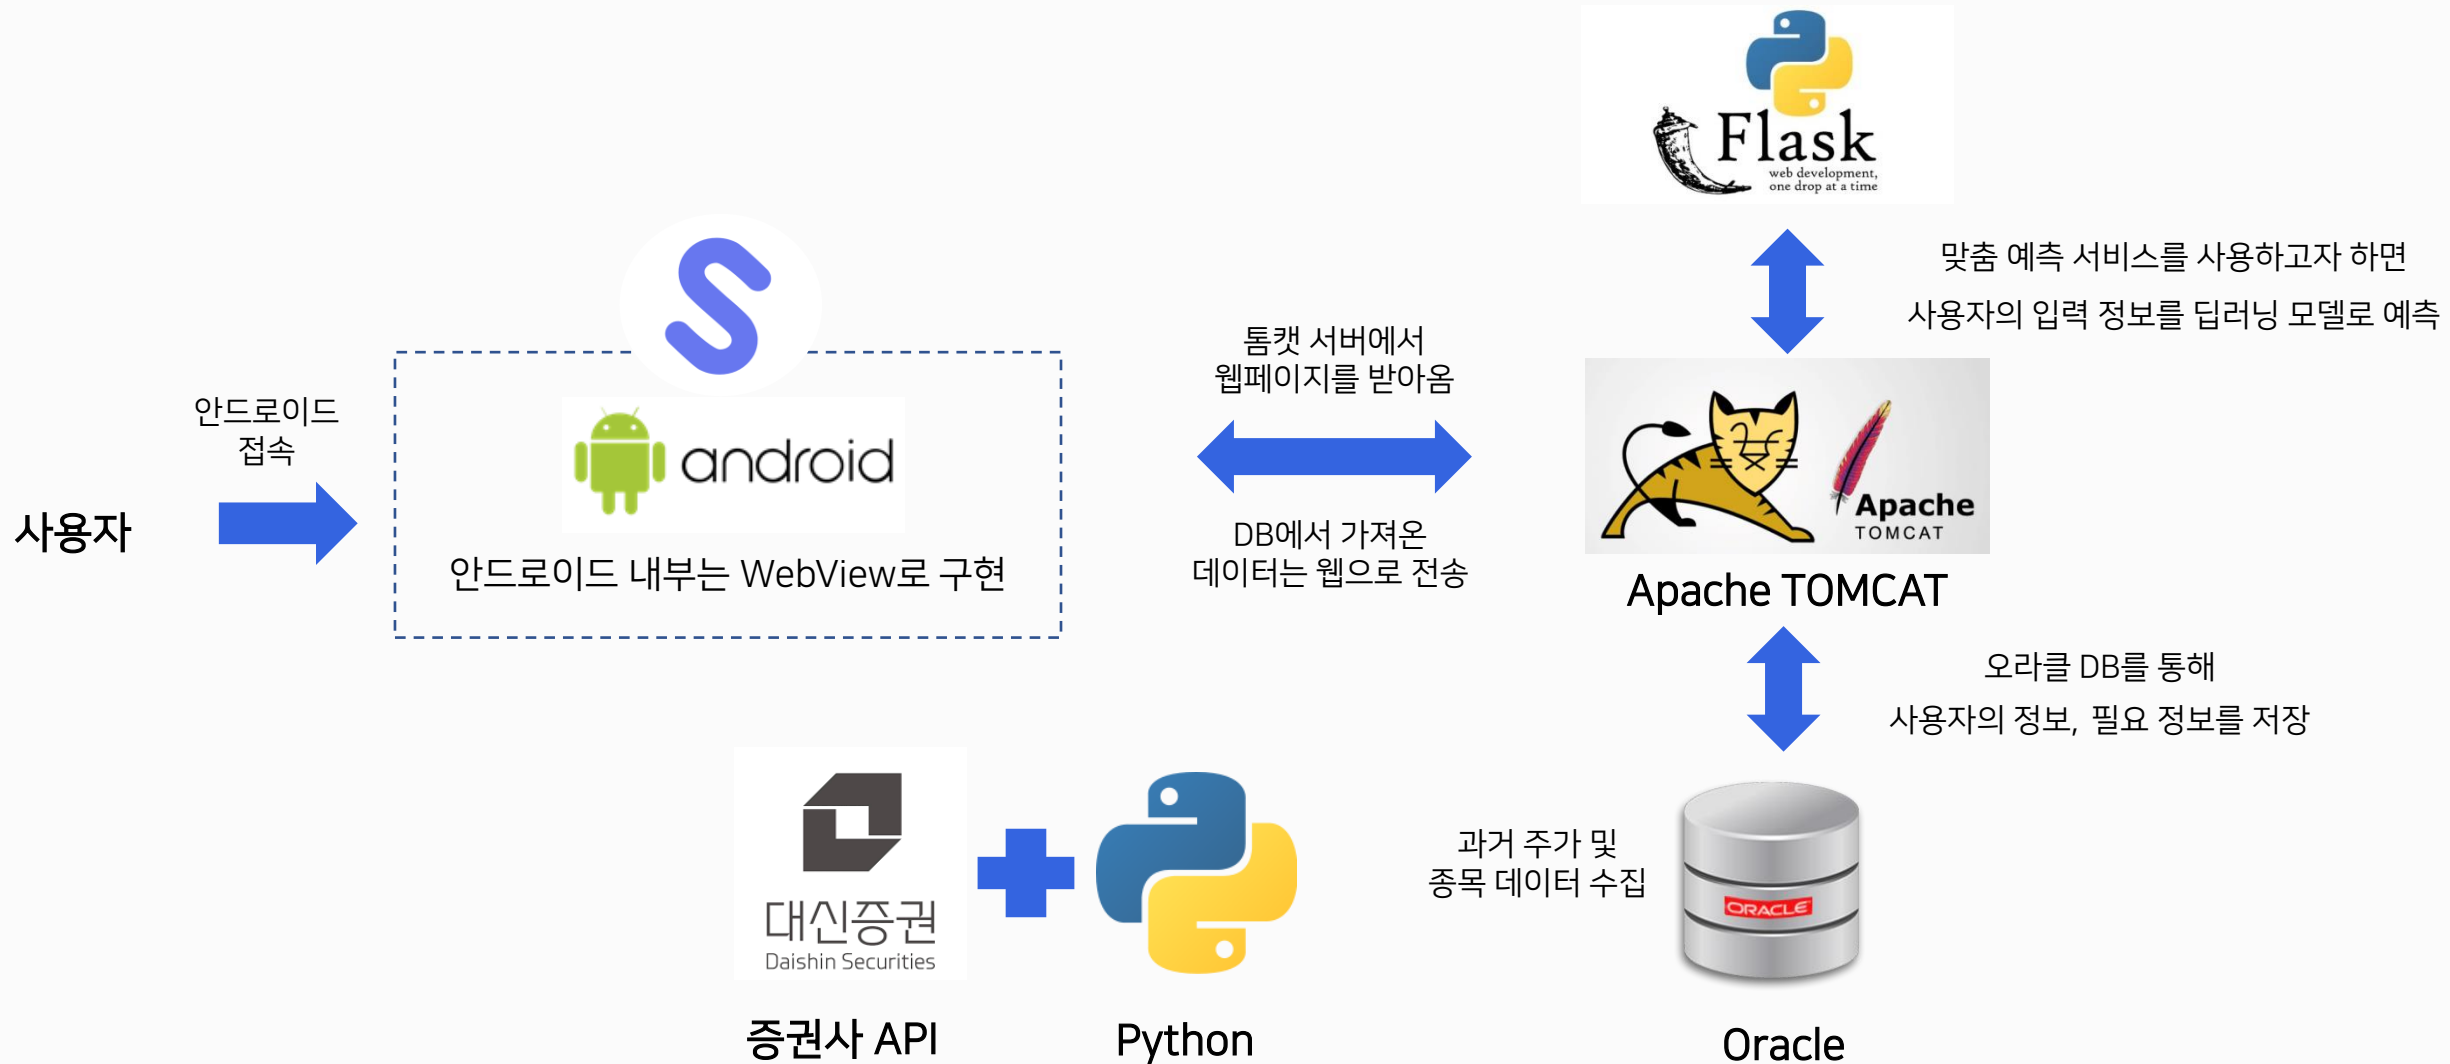 Flask
web development,
one drop at a time
맞춤 예측 서비스를 사용하고자 하면
사용자의 입력 정보를 딥러닝 모델로 예측
톰캣 서버에서
웹페이지를 받아옴
안드로이드
접속
android
사용자
안드로이드 내부는 WebView로 구현
DB에서 가져온
데이터는 웹으로 전송
Apache
TOMCAT
Apache TOMCAT
오라클 DB를 통해
사용자의 정보, 필요 정보를 저장
대신증권
Daishin Securities
과거 주가 및
종목 데이터 수집
ORACLE
증권사 API
Python
Oracle